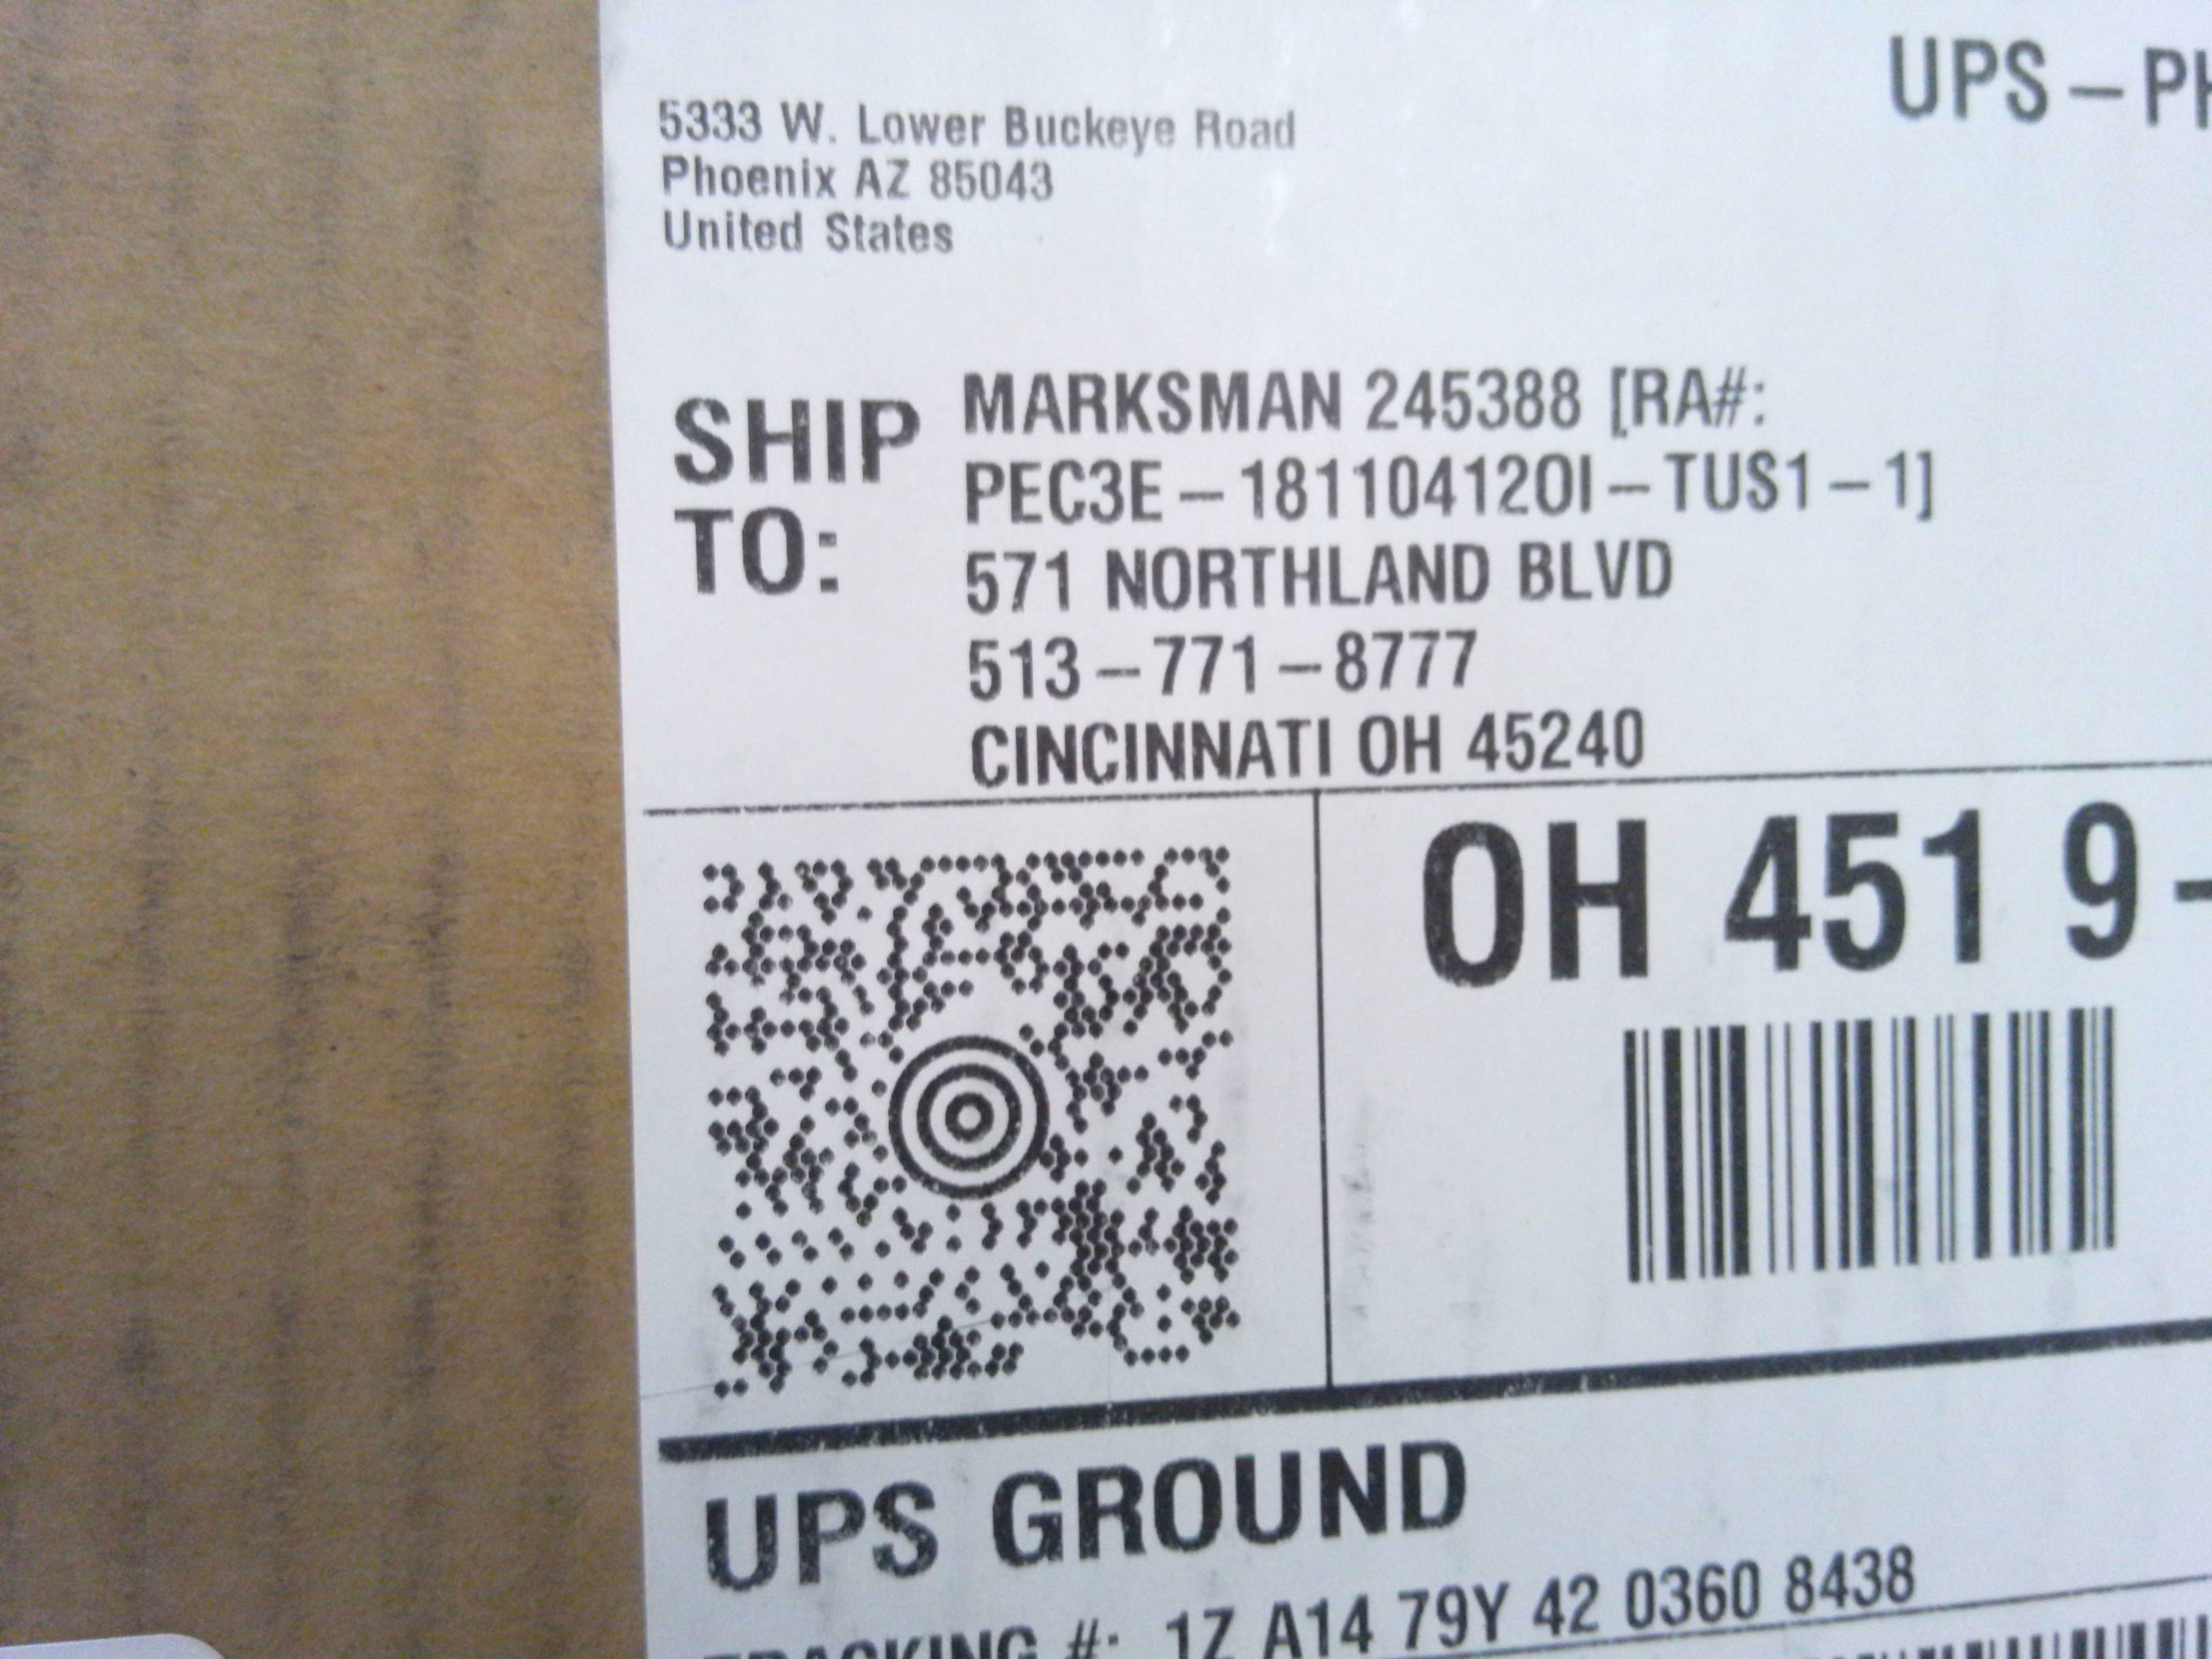 UPS – PH
5333 W. Lower Buckeye Road
Phoenix AZ 85043
United States
SHIP TO:
MARKSMAN 245388 [RA#:
PEC3E – 181104120I – TUS1 – 1]
571 NORTHLAND BLVD
513 – 771 – 8777
CINCINNATI OH 45240
OH 451 9 -
UPS GROUND
TRACKING #: 1Z A14 79Y 42 0360 8438